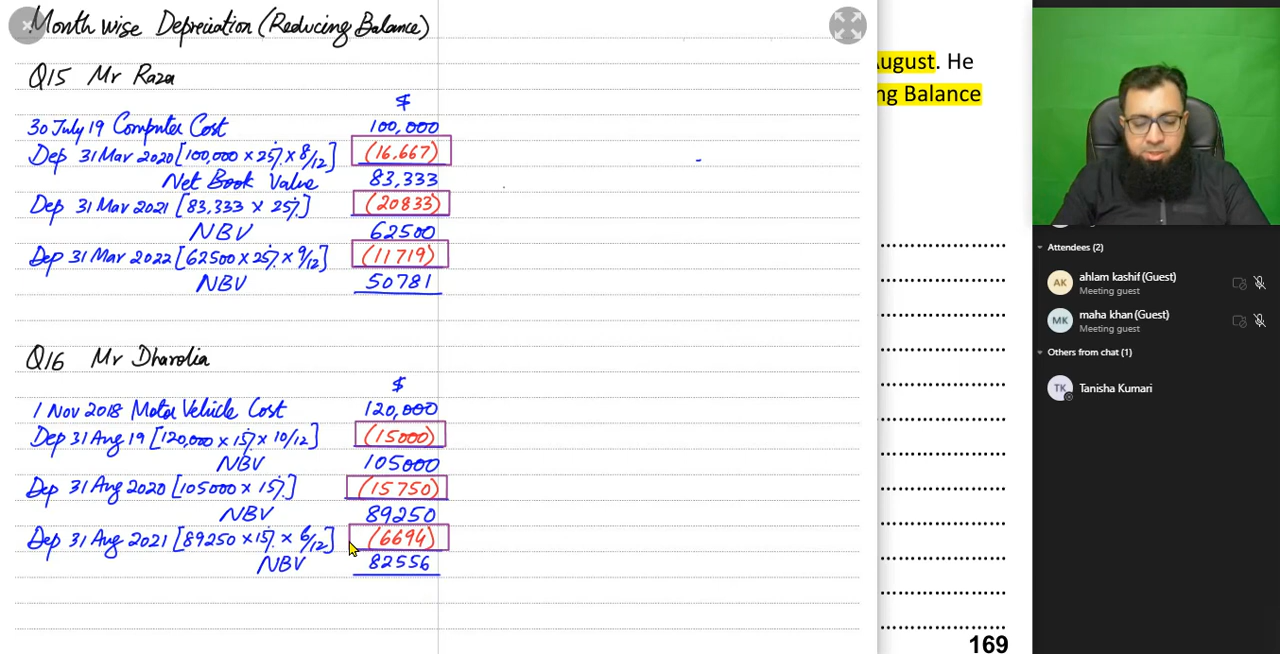 Month wise Depreciation (Reducing Balance)
Q15 Mr Raza
$
30 July 19 Computer Cost 100,000
Dep 31 Mar 2020 [100,000 × 25% × 8/12] (16,667)
Net Book Value 83,333
Dep 31 Mar 2021 [83,333 × 25%] (20833)
NBV 62500
Dep 31 Mar 2022 [62500 × 25% × 9/12] (11719)
NBV 50781
Q16 Mr Dharolia
$
1 Nov 2018 Motor Vehicle Cost 120,000
Dep 31 Aug 19 [120,000 × 15% × 10/12] (15000)
NBV 105000
Dep 31 Aug 2020 [105000 × 15%] (15750)
NBV 89250
Dep 31 Aug 2021 [89250 × 15% × 6/12] (6694)
NBV 82556
August. He
ng Balance
169
Attendees (2)
AK ahlam kashif (Guest)
Meeting guest
MK maha khan (Guest)
Meeting guest
Others from chat (1)
TK Tanisha Kumari